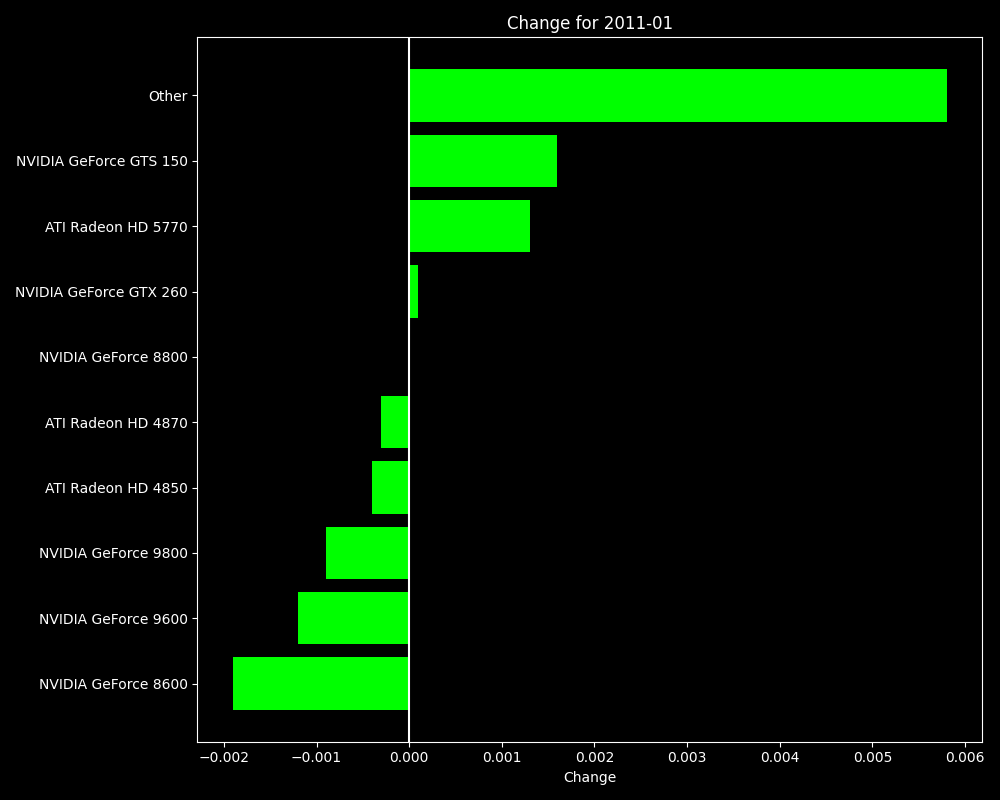 Change for 2011-01
Other
NVIDIA GeForce GTS 150
ATI Radeon HD 5770
NVIDIA GeForce GTX 260
NVIDIA GeForce 8800
ATI Radeon HD 4870
ATI Radeon HD 4850
NVIDIA GeForce 9800
NVIDIA GeForce 9600
NVIDIA GeForce 8600
−0.002 −0.001 0.000 0.001 0.002 0.003 0.004 0.005 0.006
Change